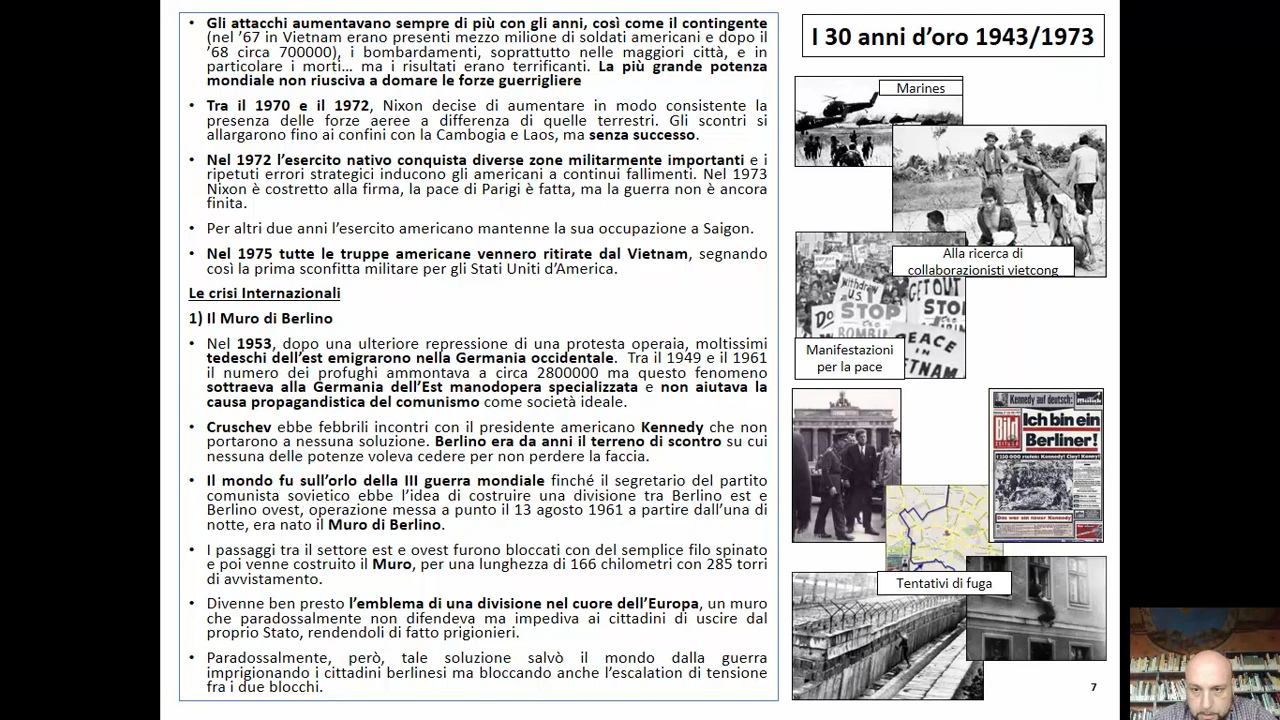 • Gli attacchi aumentavano sempre di più con gli anni, così come il contingente
(nel ’67 in Vietnam erano presenti mezzo milione di soldati americani e dopo il
’68 circa 700000), i bombardamenti, soprattutto nelle maggiori città, e in
particolare i morti… ma i risultati erano terrificanti. La più grande potenza
mondiale non riusciva a domare le forze guerrigliere
• Tra il 1970 e il 1972, Nixon decise di aumentare in modo consistente la
presenza delle forze aeree a differenza di quelle terrestri. Gli scontri si
allargarono fino ai confini con la Cambogia e Laos, ma senza successo.
• Nel 1972 l’esercito nativo conquista diverse zone militarmente importanti e i
ripetuti errori strategici inducono gli americani a continui fallimenti. Nel 1973
Nixon è costretto alla firma, la pace di Parigi è fatta, ma la guerra non è ancora
finita.
• Per altri due anni l’esercito americano mantenne la sua occupazione a Saigon.
• Nel 1975 tutte le truppe americane vennero ritirate dal Vietnam, segnando
così la prima sconfitta militare per gli Stati Uniti d’America.
Le crisi Internazionali
1) Il Muro di Berlino
• Nel 1953, dopo una ulteriore repressione di una protesta operaia, moltissimi
tedeschi dell’est emigrarono nella Germania occidentale. Tra il 1949 e il 1961
il numero dei profughi ammontava a circa 2800000 ma questo fenomeno
sottraeva alla Germania dell’Est manodopera specializzata e non aiutava la
causa propagandistica del comunismo come società ideale.
• Cruschev ebbe febbrili incontri con il presidente americano Kennedy che non
portarono a nessuna soluzione. Berlino era da anni il terreno di scontro su cui
nessuna delle potenze voleva cedere per non perdere la faccia.
• Il mondo fu sull’orlo della III guerra mondiale finché il segretario del partito
comunista sovietico ebbe l’idea di costruire una divisione tra Berlino est e
Berlino ovest, operazione messa a punto il 13 agosto 1961 a partire dall’una di
notte, era nato il Muro di Berlino.
• I passaggi tra il settore est e ovest furono bloccati con del semplice filo spinato
e poi venne costruito il Muro, per una lunghezza di 166 chilometri con 285 torri
di avvistamento.
• Divenne ben presto l’emblema di una divisione nel cuore dell’Europa, un muro
che paradossalmente non difendeva ma impediva ai cittadini di uscire dal
proprio Stato, rendendoli di fatto prigionieri.
• Paradossalmente, però, tale soluzione salvò il mondo dalla guerra
imprigionando i cittadini berlinesi ma bloccando anche l’escalation di tensione
fra i due blocchi.
I 30 anni d’oro 1943/1973
Marines
Alla ricerca di
collaborazionisti vietcong
withdraw
U.S.
STOP
GET OUT
STO
DO
PEACE
IN
Manifestazioni
per la pace
Kennedy auf deutsch:
Bild
Ich bin ein
Berliner!
Tentativi di fuga
7